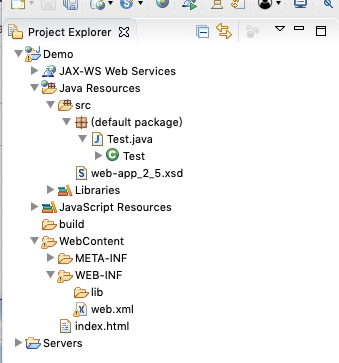 Project Explorer
Demo
JAX-WS Web Services
Java Resources
src
(default package)
Test.java
Test
web-app_2_5.xsd
Libraries
JavaScript Resources
build
WebContent
META-INF
WEB-INF
lib
web.xml
index.html
Servers